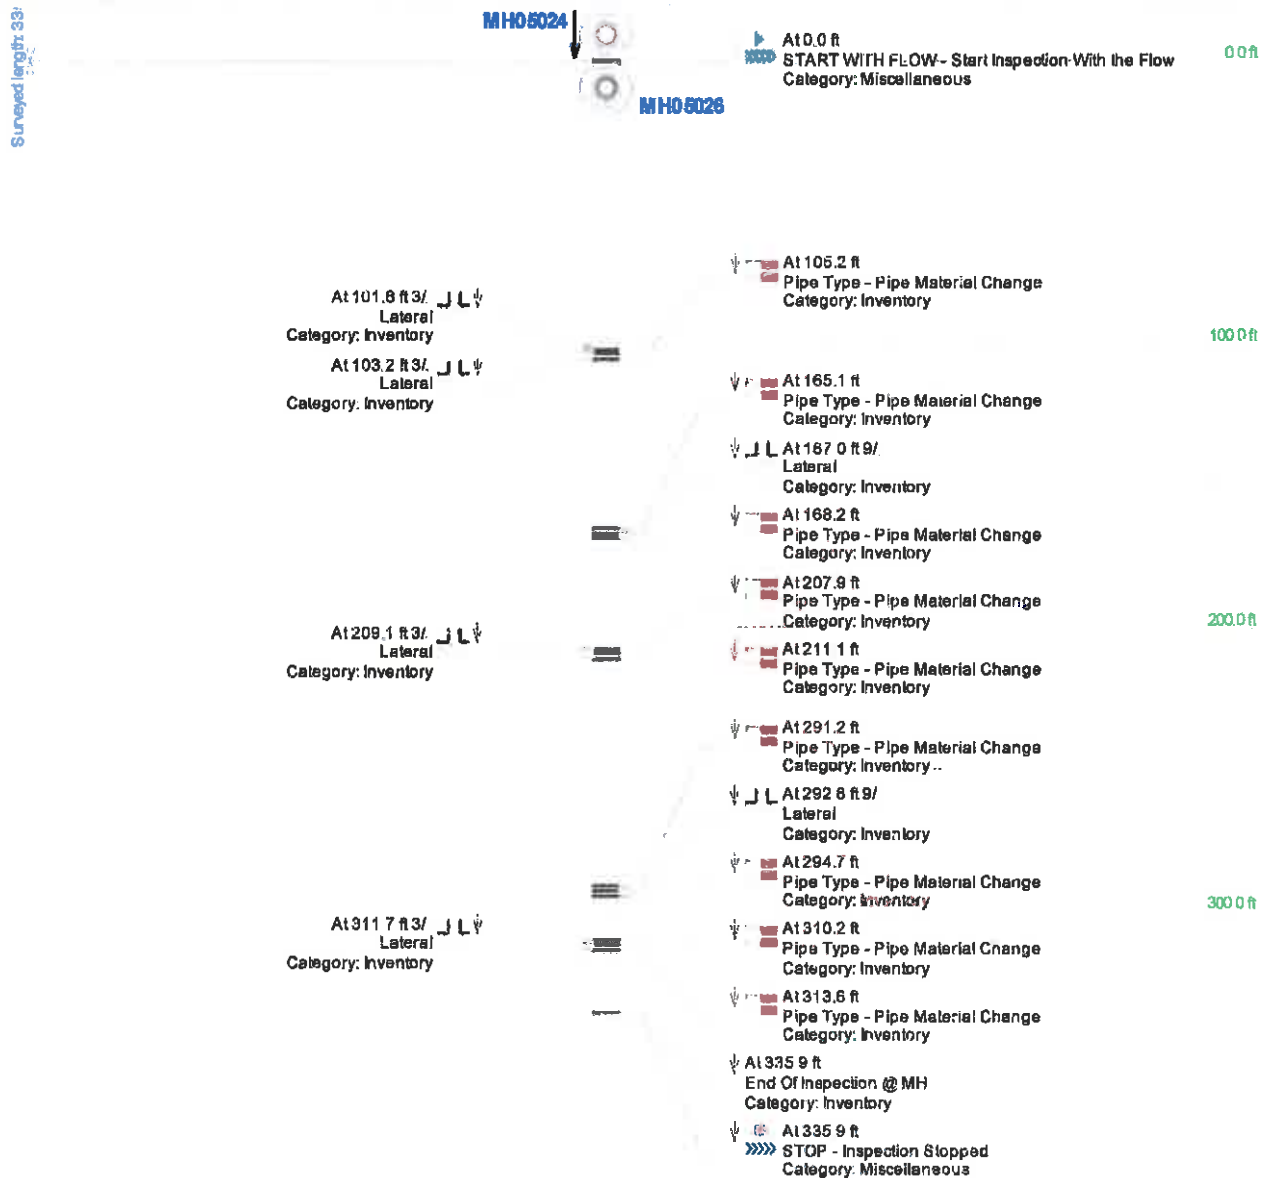 Surveyed length: 33
MH05024
MH05026
At 0.0 ft
START WITH FLOW - Start Inspection-With the Flow
Category: Miscellaneous
0 0 ft
At 101.8 ft 3/.
Lateral
Category: Inventory
At 103.2 ft 3/.
Lateral
Category: Inventory
At 106.2 ft
Pipe Type - Pipe Material Change
Category: Inventory
100 0 ft
At 165.1 ft
Pipe Type - Pipe Material Change
Category: Inventory
At 167 0 ft 9/
Lateral
Category: Inventory
At 168.2 ft
Pipe Type - Pipe Material Change
Category: Inventory
At 207.9 ft
Pipe Type - Pipe Material Change
Category: Inventory
200.0 ft
At 209.1 ft 3/.
Lateral
Category: Inventory
At 211 1 ft
Pipe Type - Pipe Material Change
Category: Inventory
At 291.2 ft
Pipe Type - Pipe Material Change
Category: Inventory
At 292 8 ft 9/
Lateral
Category: Inventory
At 294.7 ft
Pipe Type - Pipe Material Change
Category: Inventory
300 0 ft
At 311 7 ft 3/
Lateral
Category: Inventory
At 310.2 ft
Pipe Type - Pipe Material Change
Category: Inventory
At 313.6 ft
Pipe Type - Pipe Material Change
Category: Inventory
At 335 9 ft
End Of Inspection @ MH
Category: Inventory
At 335 9 ft
STOP - Inspection Stopped
Category: Miscellaneous